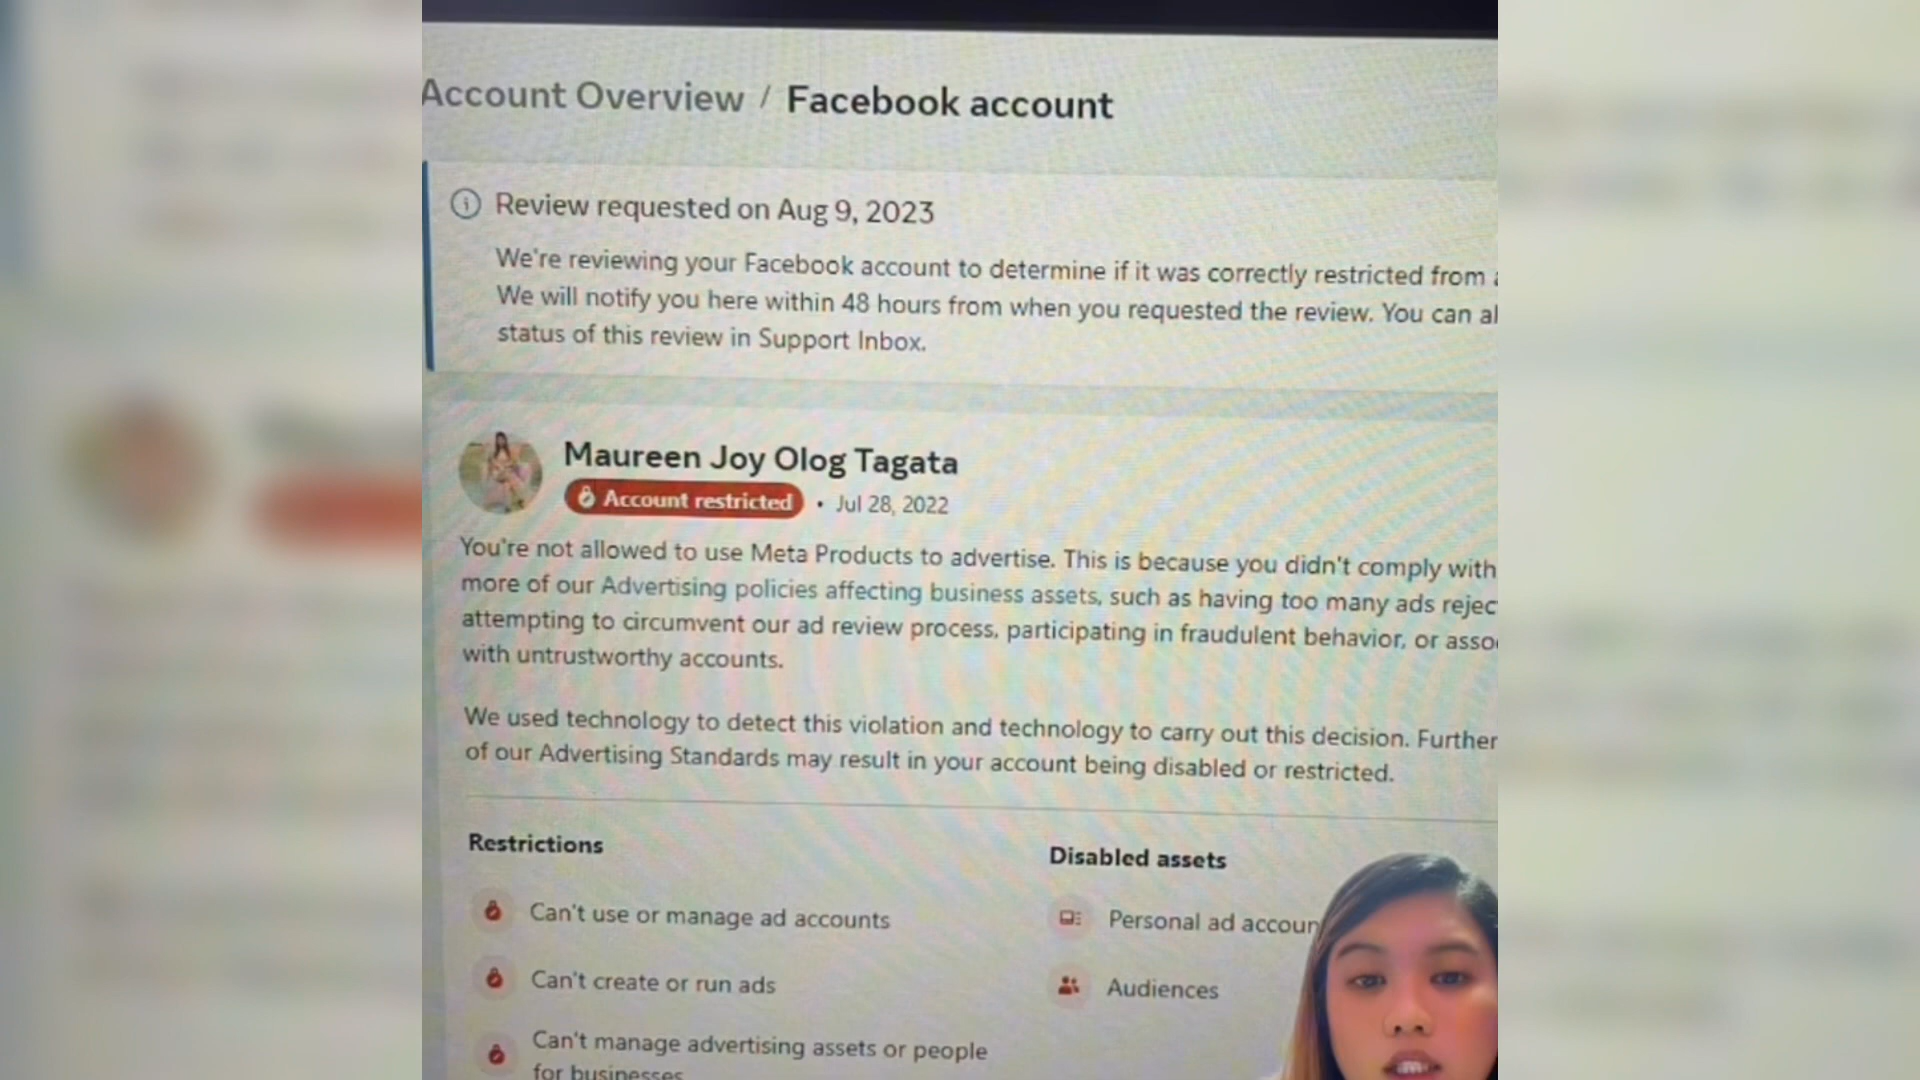 Account Overview / Facebook account
Review requested on Aug 9, 2023
We're reviewing your Facebook account to determine if it was correctly restricted from
We will notify you here within 48 hours from when you requested the review. You can al
status of this review in Support Inbox.
Maureen Joy Olog Tagata
Account restricted • Jul 28, 2022
You're not allowed to use Meta Products to advertise. This is because you didn't comply with
more of our Advertising policies affecting business assets, such as having too many ads rejec
attempting to circumvent our ad review process, participating in fraudulent behavior, or asso
with untrustworthy accounts.
We used technology to detect this violation and technology to carry out this decision. Further
of our Advertising Standards may result in your account being disabled or restricted.
Restrictions
Can't use or manage ad accounts
Can't create or run ads
Can't manage advertising assets or people
for businesses
Disabled assets
Personal ad accoun
Audiences